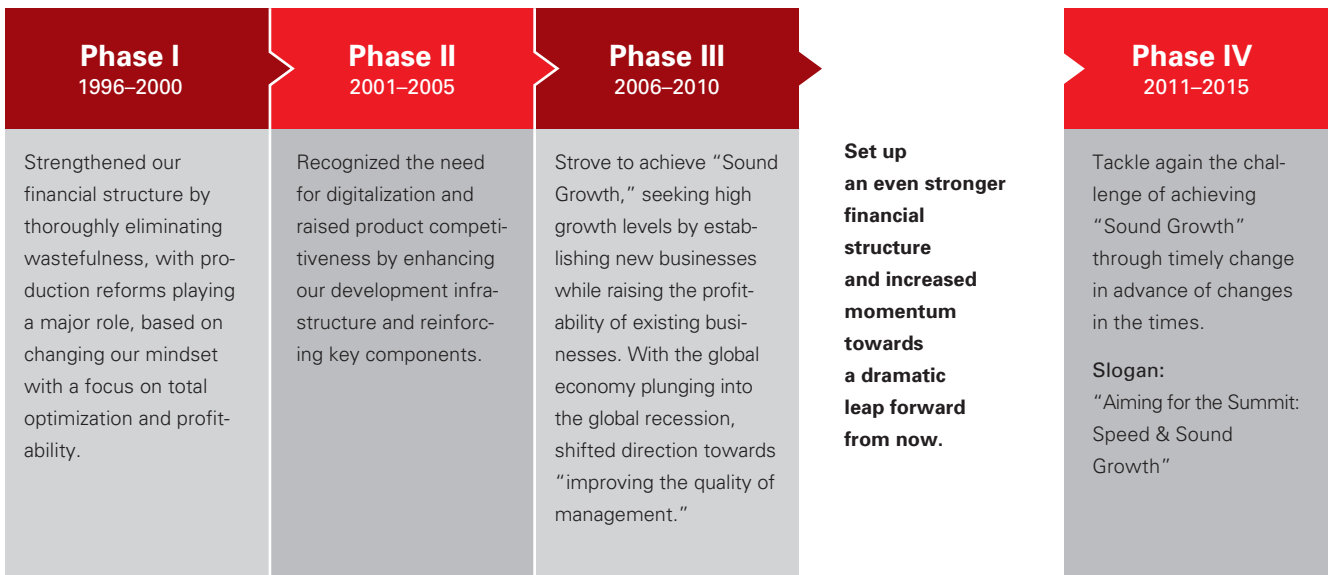 Phase I
1996–2000
Strengthened our
financial structure by
thoroughly eliminating
wastefulness, with pro-
duction reforms playing
a major role, based on
changing our mindset
with a focus on total
optimization and profit-
ability.
Phase II
2001–2005
Recognized the need
for digitalization and
raised product competi-
tiveness by enhancing
our development infra-
structure and reinforc-
ing key components.
Phase III
2006–2010
Strove to achieve “Sound
Growth,” seeking high
growth levels by estab-
lishing new businesses
while raising the profit-
ability of existing busi-
nesses. With the global
economy plunging into
the global recession,
shifted direction towards
“improving the quality of
management.”
Set up
an even stronger
financial
structure
and increased
momentum
towards
a dramatic
leap forward
from now.
Phase IV
2011–2015
Tackle again the chal-
lenge of achieving
“Sound Growth”
through timely change
in advance of changes
in the times.
Slogan:
“Aiming for the Summit:
Speed & Sound
Growth”